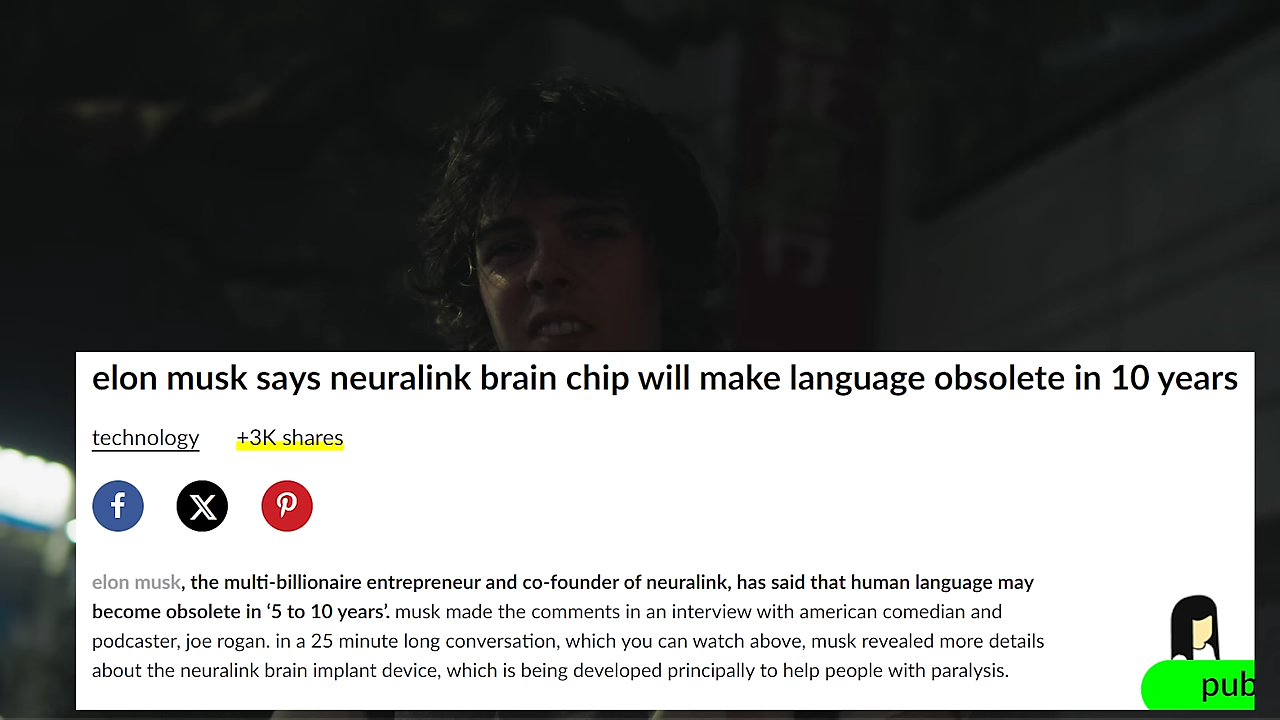 elon musk says neuralink brain chip will make language obsolete in 10 years
technology +3K shares
elon musk, the multi-billionaire entrepreneur and co-founder of neuralink, has said that human language may
become obsolete in ‘5 to 10 years’. musk made the comments in an interview with american comedian and
podcaster, joe rogan. in a 25 minute long conversation, which you can watch above, musk revealed more details
about the neuralink brain implant device, which is being developed principally to help people with paralysis.
pub